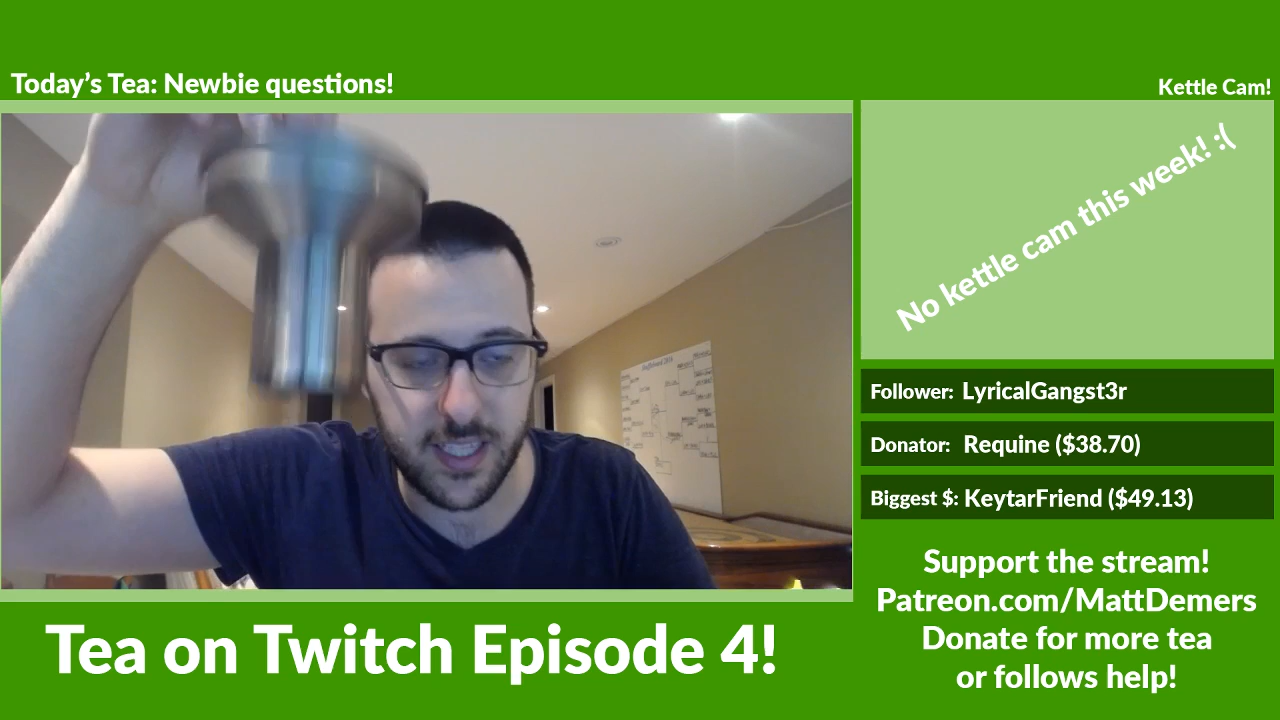 Today's Tea: Newbie questions!
Kettle Cam!
No kettle cam this week! :(
Follower: LyricalGangst3r
Donator: Requine ($38.70)
Biggest $: KeytarFriend ($49.13)
Support the stream!
Patreon.com/MattDemers
Donate for more tea
or follows help!
Tea on Twitch Episode 4!